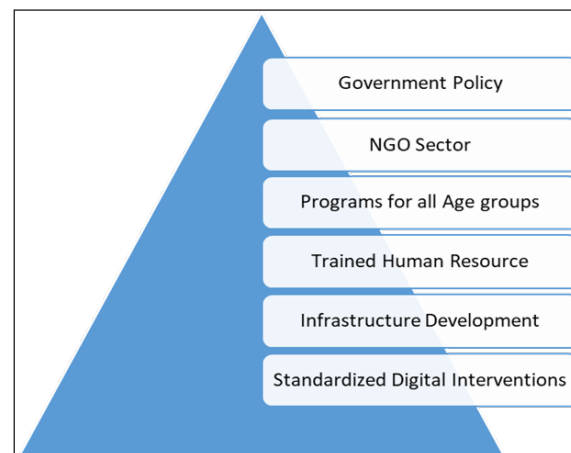 Government Policy
NGO Sector
Programs for all Age groups
Trained Human Resource
Infrastructure Development
Standardized Digital Interventions